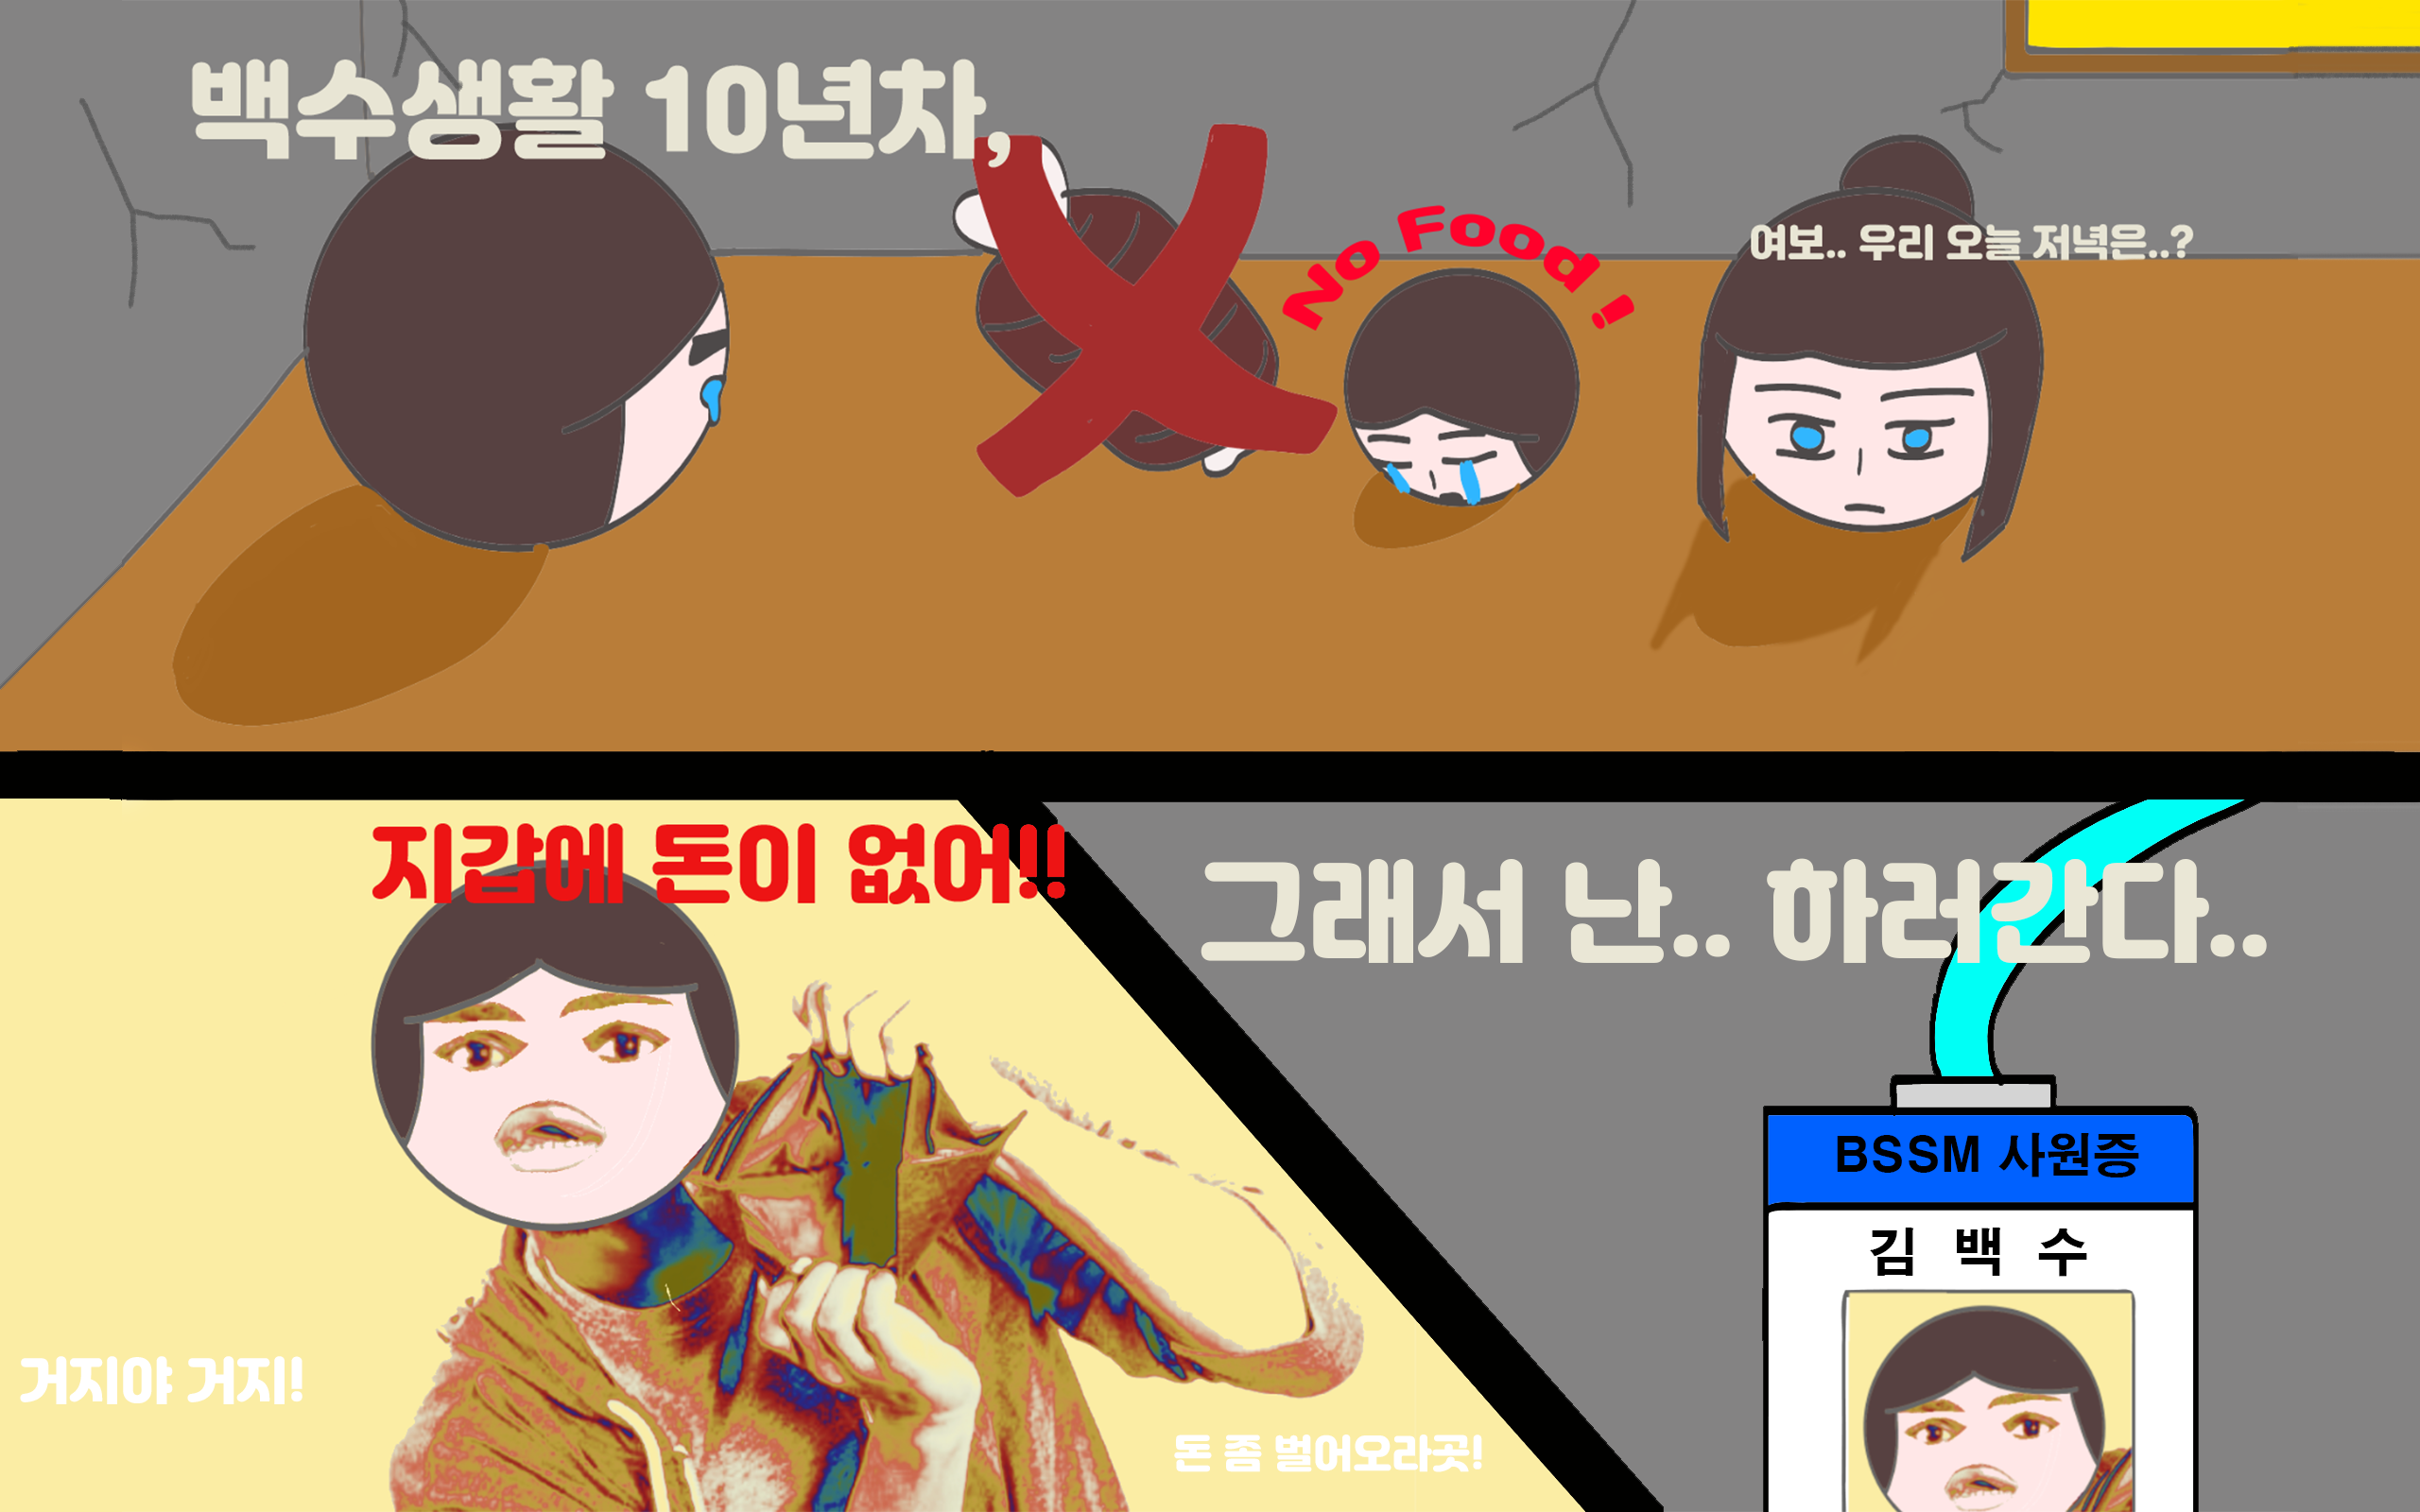 백수생활 10년차,
No Food!
여보.. 우리 오늘 저녁은...?
지갑에 돈이 없어!!
거지야 거지!
돈 좀 벌어오라곳!
그래서 난.. 하러간다..
BSSM 사원증
김 백 수